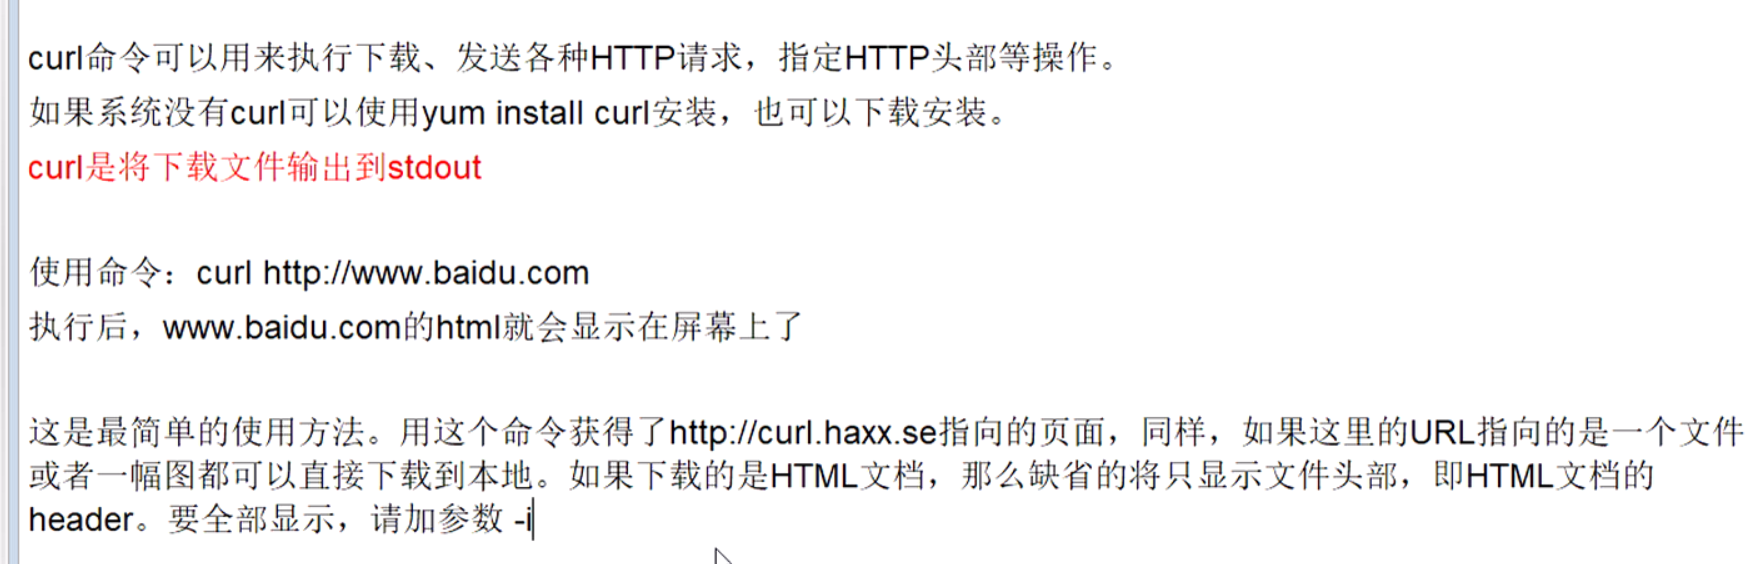 curl命令可以用来执行下载、发送各种HTTP请求，指定HTTP头部等操作。
如果系统没有curl可以使用yum install curl安装，也可以下载安装。
curl是将下载文件输出到stdout
使用命令：curl http://www.baidu.com
执行后，www.baidu.com的html就会显示在屏幕上了
这是最简单的使用方法。用这个命令获得了http://curl.haxx.se指向的页面，同样，如果这里的URL指向的是一个文件
或者一幅图都可以直接下载到本地。如果下载的是HTML文档，那么缺省的将只显示文件头部，即HTML文档的
header。要全部显示，请加参数 -i